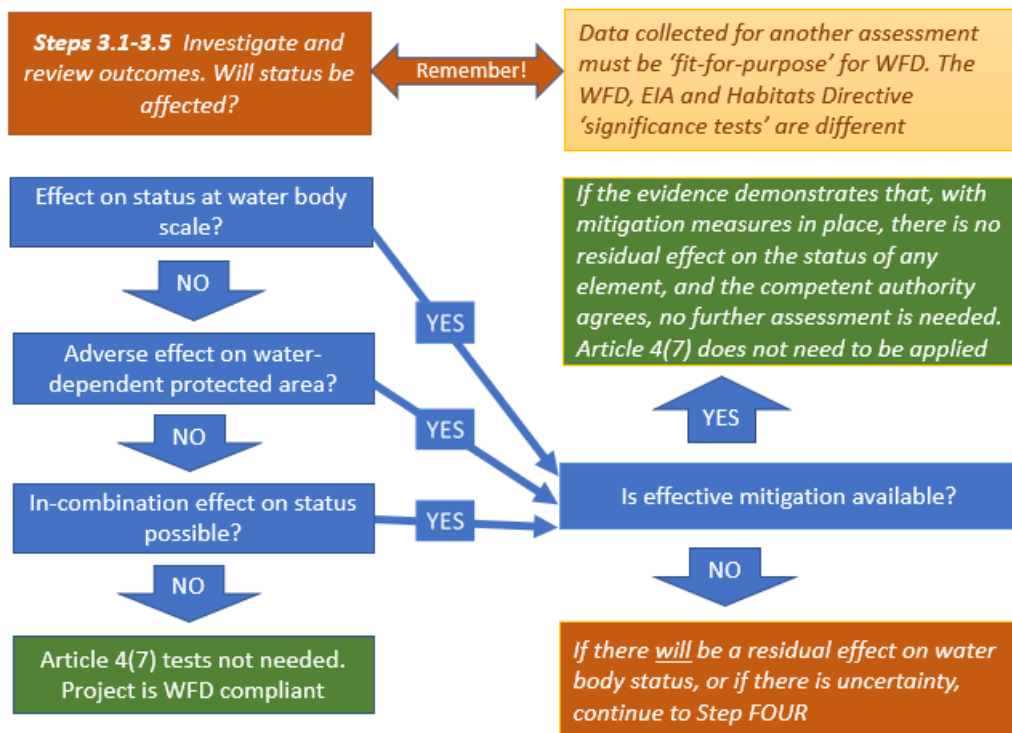 Steps 3.1-3.5 Investigate and
review outcomes. Will status be
affected?
Remember!
Data collected for another assessment
must be ‘fit-for-purpose’ for WFD. The
WFD, EIA and Habitats Directive
‘significance tests’ are different
Effect on status at water body
scale?
NO
YES
Adverse effect on water-
dependent protected area?
NO
YES
In-combination effect on status
possible?
YES
NO
Article 4(7) tests not needed.
Project is WFD compliant
If the evidence demonstrates that, with
mitigation measures in place, there is no
residual effect on the status of any
element, and the competent authority
agrees, no further assessment is needed.
Article 4(7) does not need to be applied
YES
Is effective mitigation available?
NO
If there will be a residual effect on water
body status, or if there is uncertainty,
continue to Step FOUR